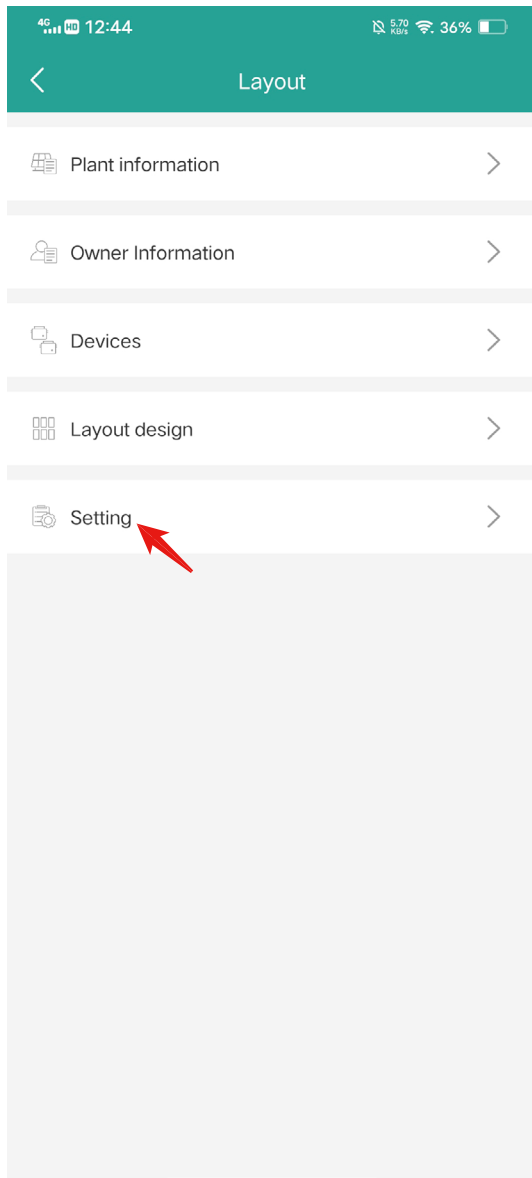 4G HD 12:44 5.70 KB/s 36%
Layout
Plant information
Owner Information
Devices
Layout design
Setting